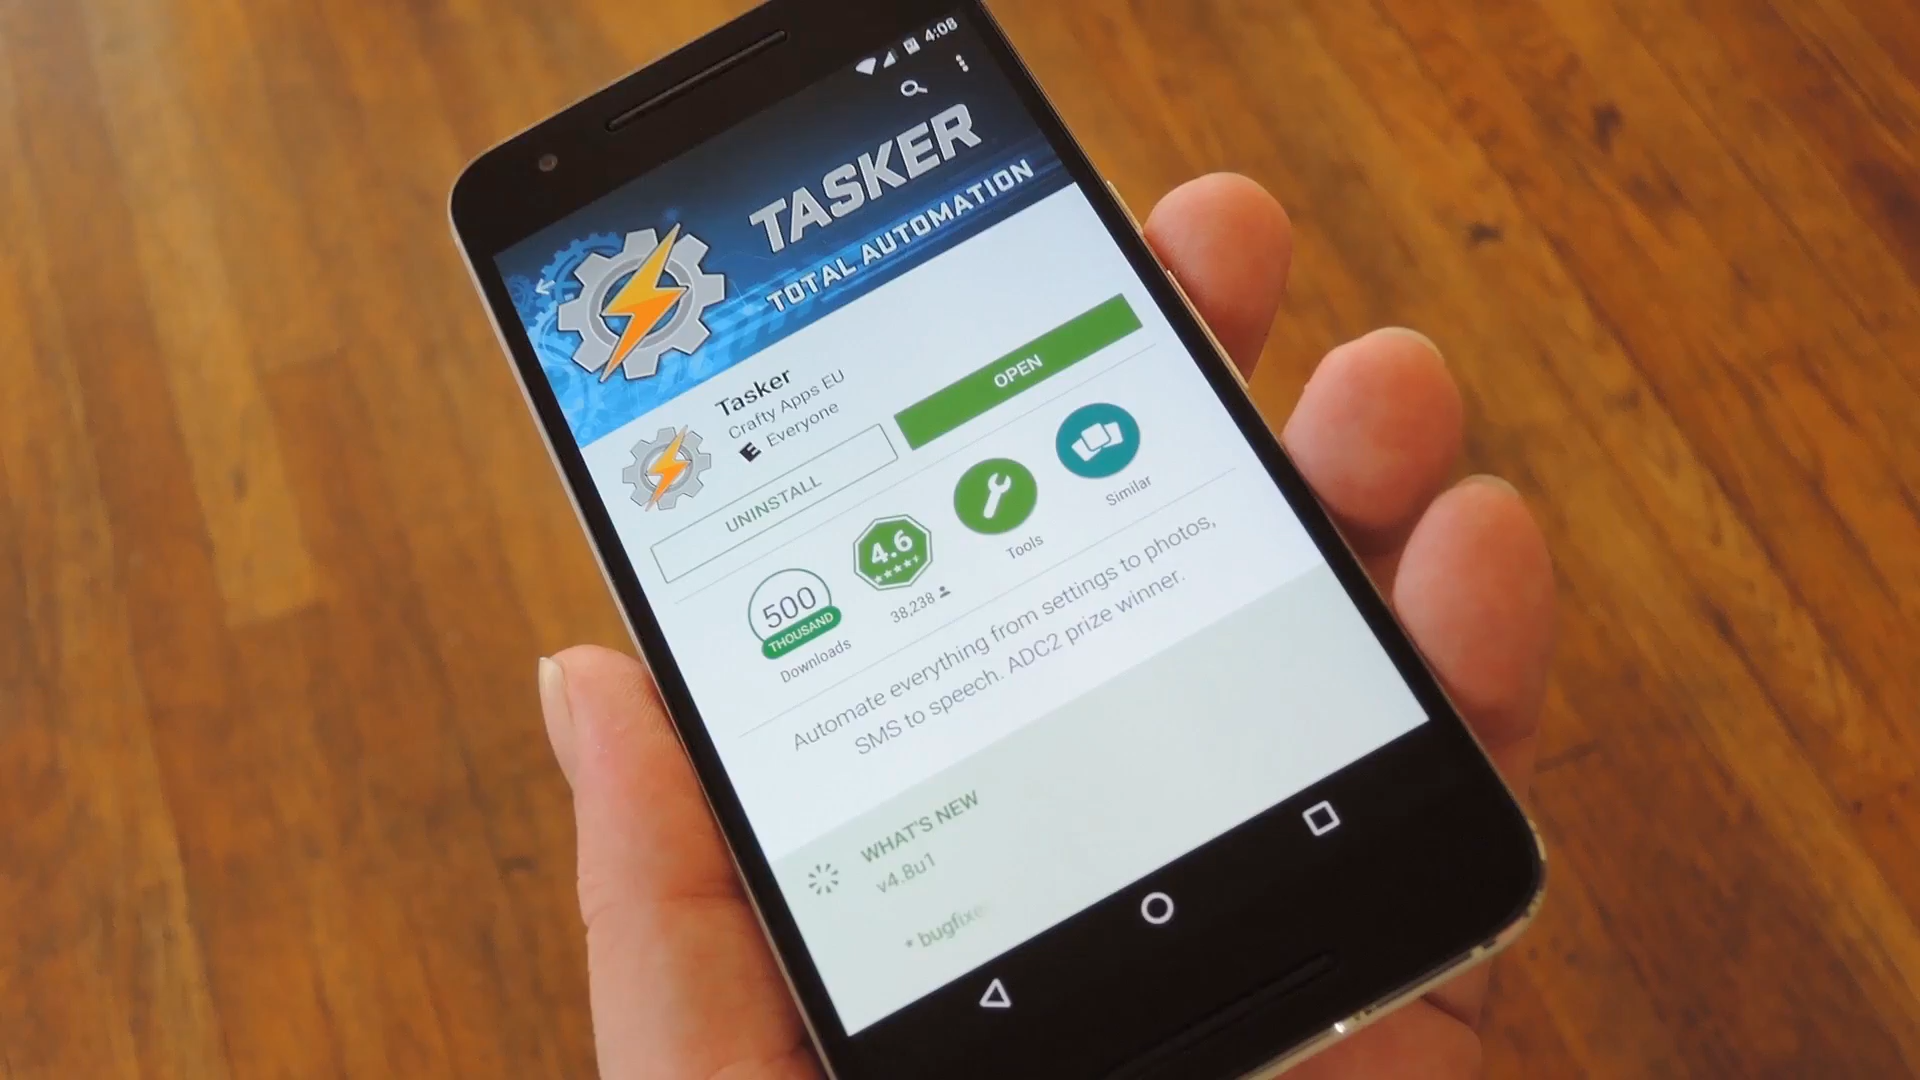 4:08
TASKER
TOTAL AUTOMATION
Tasker
Crafty Apps EU
E Everyone
UNINSTALL
OPEN
500
THOUSAND
Downloads
4.6
38,238
Tools
Similar
Automate everything from settings to photos,
SMS to speech. ADC2 prize winner.
WHAT'S NEW
v4.8u1
* bugfixe